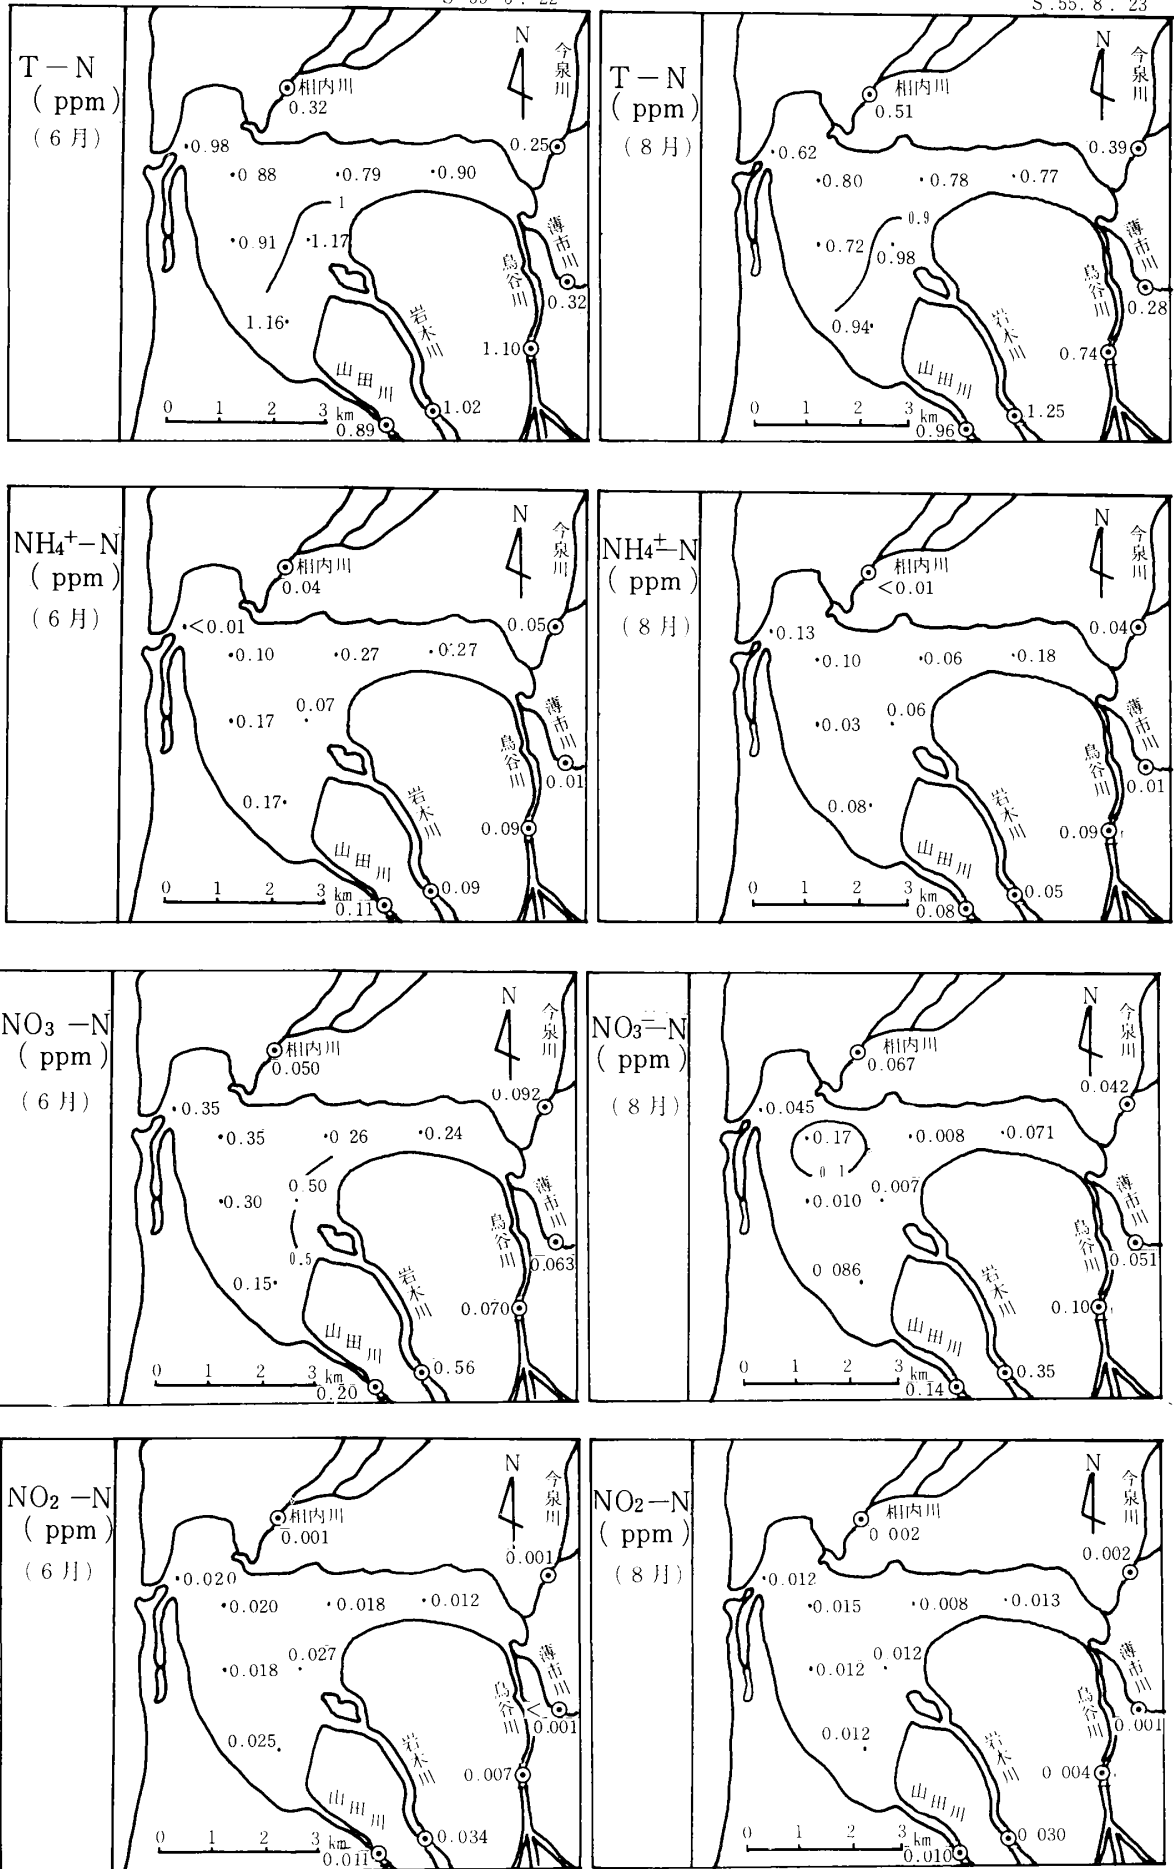 S.55.8.23
T－N
( ppm )
(6月)
N
今泉川
相内川
0.32
0.98
0.25
0 88
0.79
0.90
1
薄市川
0.91
1.17
鳥谷川
0.32
岩木川
1.16
1.10
山田川
0 1 2 3 km
1.02
0.89
T－N
( ppm )
(8月)
N
今泉川
相内川
0.51
0.62
0.39
0.80
0.78
0.77
0.9
薄市川
0.72
0.98
鳥谷川
0.28
岩木川
0.94
0.74
山田川
0 1 2 3 km
1.25
0.96
NH₄⁺－N
( ppm )
(6月)
N
今泉川
相内川
0.04
<0.01
0.05
0.10
0.27
0.27
薄市川
0.17
0.07
鳥谷川
0.01
岩木川
0.17
0.09
山田川
0 1 2 3 km
0.09
0.11
NH₄⁺－N
( ppm )
(8月)
N
今泉川
相内川
<0.01
0.13
0.04
0.10
0.06
0.18
薄市川
0.03
0.06
鳥谷川
0.01
岩木川
0.08
0.09
山田川
0 1 2 3 km
0.05
0.08
NO₃ －N
( ppm )
(6月)
N
今泉川
相内川
0.050
0.092
0.35
0.35
0 26
0.24
薄市川
0.30
0.50
鳥谷川
0.5
0.063
岩木川
0.15
0.070
山田川
0 1 2 3 km
0.56
0.20
NO₃⁻－N
( ppm )
(8月)
N
今泉川
相内川
0.067
0.042
0.045
0.17
0.008
0.071
0 1
薄市川
0.010
0.007
鳥谷川
0.051
岩木川
0 086
0.10
山田川
0 1 2 3 km
0.35
0.14
NO₂ －N
( ppm )
(6月)
N
今泉川
相内川
0.001
0.001
0.020
0.020
0.018
0.012
薄市川
0.018
0.027
鳥谷川
<0.001
岩木川
0.025
0.007
山田川
0 1 2 3 km
0.034
0.011
NO₂－N
( ppm )
(8月)
N
今泉川
相内川
0 002
0.002
0.012
0.015
0.008
0.013
薄市川
0.012
0.012
鳥谷川
0.001
岩木川
0.012
0 004
山田川
0 1 2 3 km
0 030
0.010